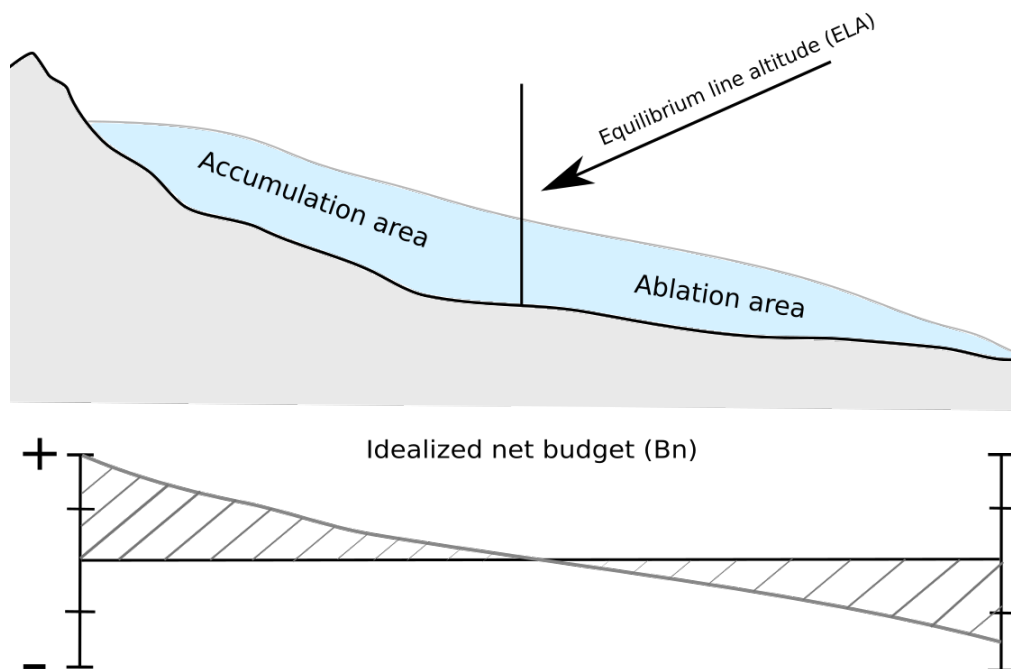 Equilibrium line altitude (ELA)
Accumulation area
Ablation area
Idealized net budget (Bn)
+
-